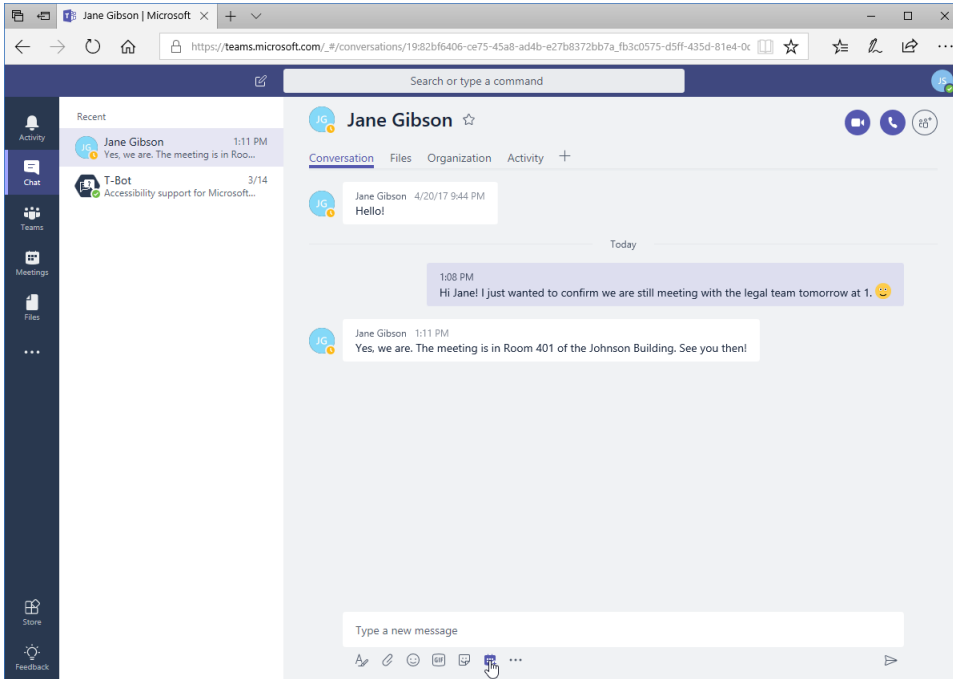 Jane Gibson | Microsoft
https://teams.microsoft.com/_#/conversations/19:82bf6406-ce75-45a8-ad4b-e27b8372bb7a_fb3c0575-d5ff-435d-81e4-0c
Search or type a command
JS
Activity
Chat
Teams
Meetings
Files
Store
Feedback
Recent
JG
Jane Gibson 1:11 PM
Yes, we are. The meeting is in Roo...
T-Bot 3/14
Accessibility support for Microsoft...
JG
Jane Gibson
Conversation Files Organization Activity
JG
Jane Gibson 4/20/17 9:44 PM
Hello!
Today
1:08 PM
Hi Jane! I just wanted to confirm we are still meeting with the legal team tomorrow at 1.
JG
Jane Gibson 1:11 PM
Yes, we are. The meeting is in Room 401 of the Johnson Building. See you then!
Type a new message
GIF